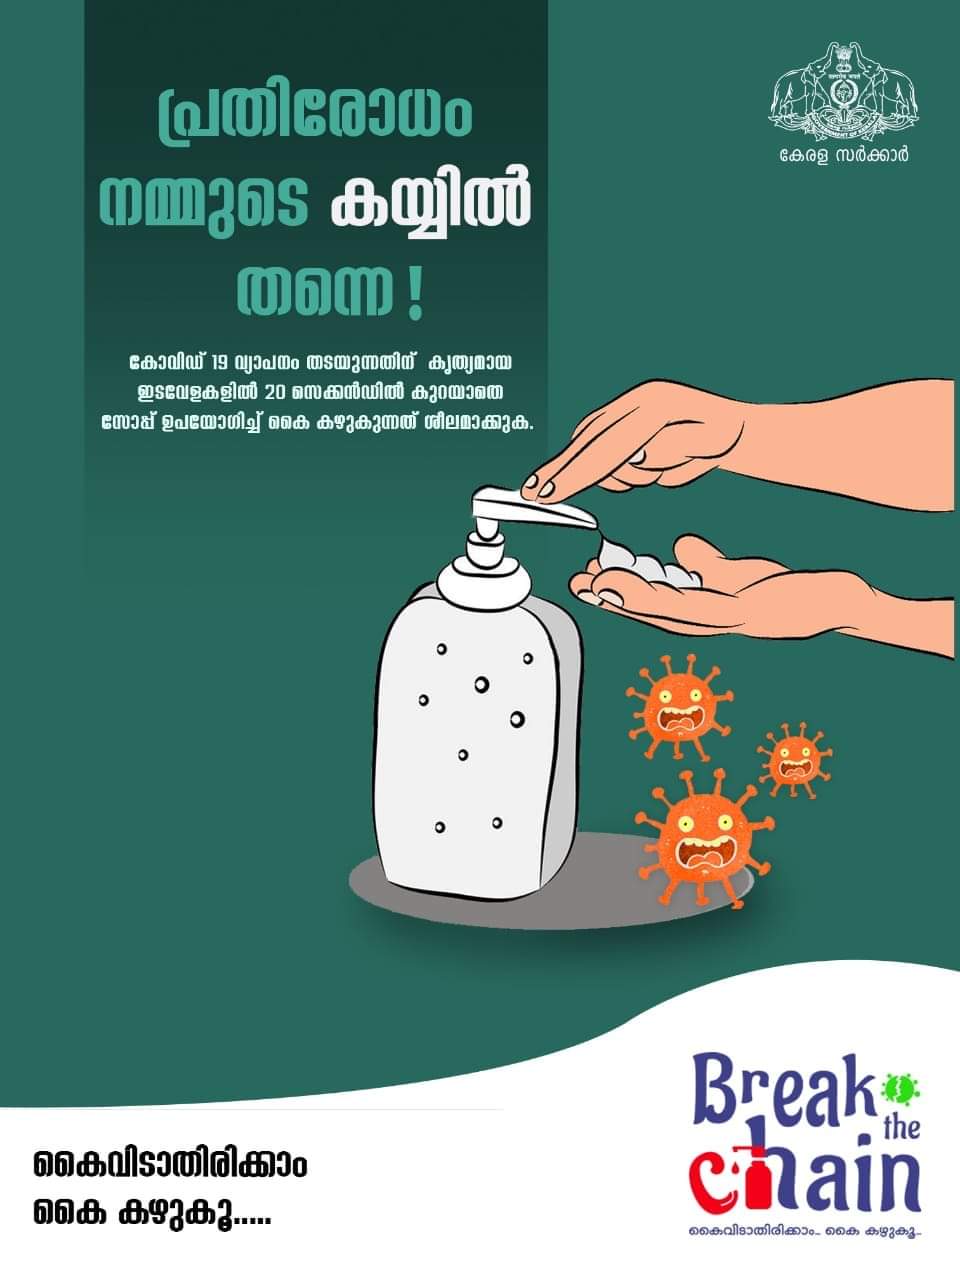 പ്രതിരോധം
നമ്മുടെ കയ്യിൽ
തന്നെ!
കേരള സർക്കാർ
കോവിഡ് 19 വ്യാപനം തടയുന്നതിന് കൃത്യമായ
ഇടവേളകളിൽ 20 സെക്കൻഡിൽ കുറയാതെ
സോപ്പ് ഉപയോഗിച്ച് കൈ കഴുകുന്നത് ശീലമാക്കുക.
കൈവിടാതിരിക്കാം
കൈ കഴുകൂ.....
Break
the
chain
കൈവിടാതിരിക്കാം... കൈ കഴുകൂ...